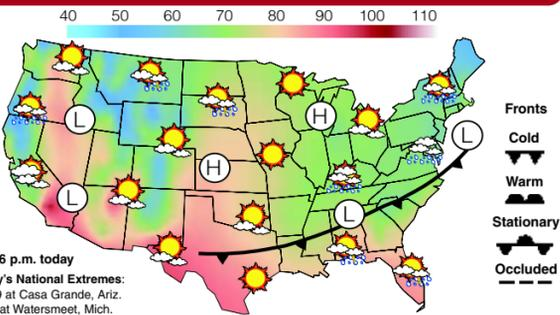 40 50 60 70 80 90 100 110
L
H
L
H
L
L
Fronts
Cold
Warm
Stationary
Occluded
6 p.m. today
y's National Extremes:
at Casa Grande, Ariz.
at Watersmeet, Mich.